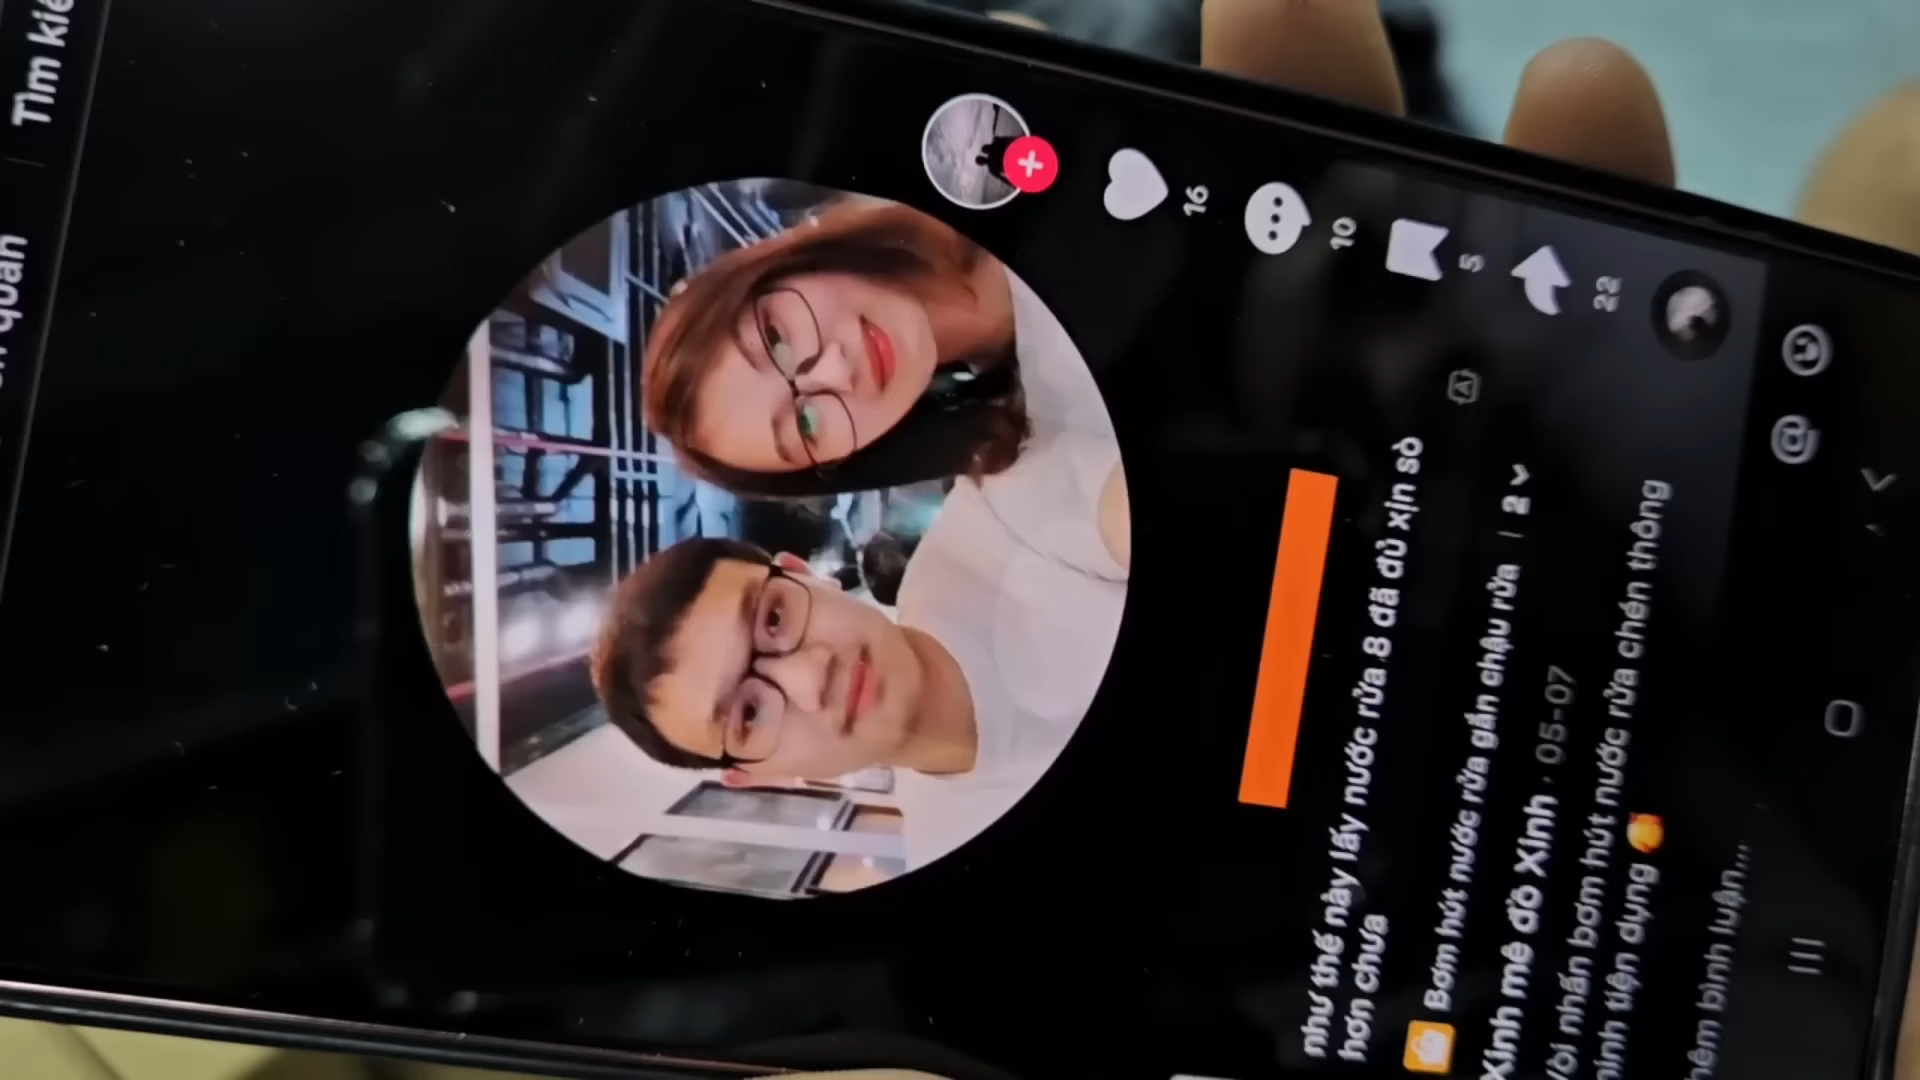 Tìm
quan
16
10
5
22
như thế này lấy nước rửa 8 đã đủ xịn sò
hơn chưa
Bơm hút nước rửa gắn chậu rửa | 2
Xinh mê đồ Xinh · 05-07
Vòi nhấn bơm hút nước rửa chén thông
minh tiện dụng
bình luận...